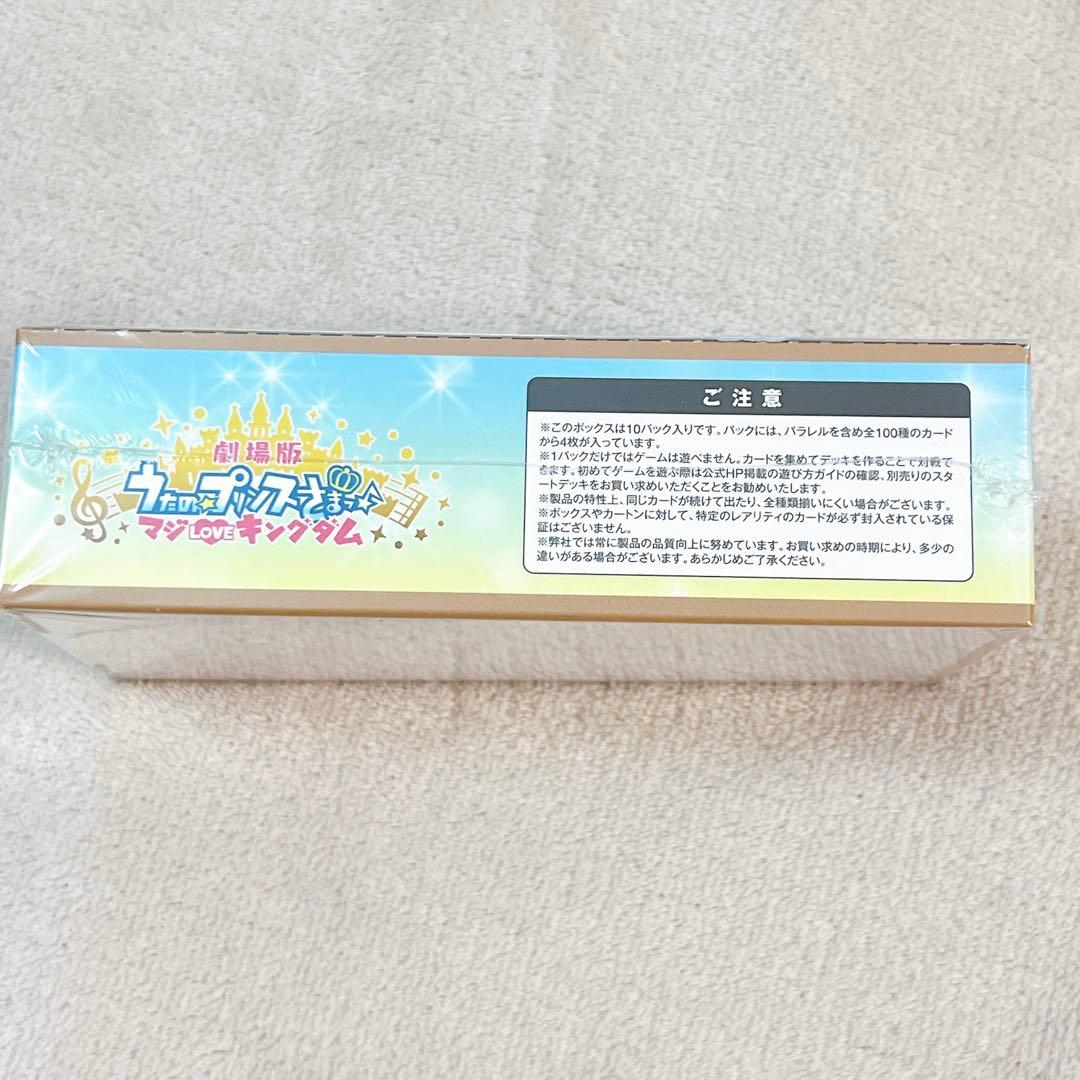 劇場版
うたの☆プリンスさまっ♪
マジLOVEキングダム
ご注意
※このボックスは10パック入りです。パックには、パラレルを含め全100種のカード
から4枚が入っています。
※1パックだけではゲームは遊べません。カードを集めてデッキを作ることで対戦で
きます。初めてゲームを遊ぶ際は公式HP掲載の遊び方ガイドの確認、別売りのスタ
ートデッキをお買い求めいただくことをお勧めいたします。
※製品の特性上、同じカードが続けて出たり、全種類揃いにくい場合がございます。
※ボックスやカートンに対して、特定のレアリティのカードが必ず封入されている保
証はございません。
※弊社では常に製品の品質向上に努めています。お買い求めの時期により、多少の
違いがある場合がございます。あらかじめご了承ください。